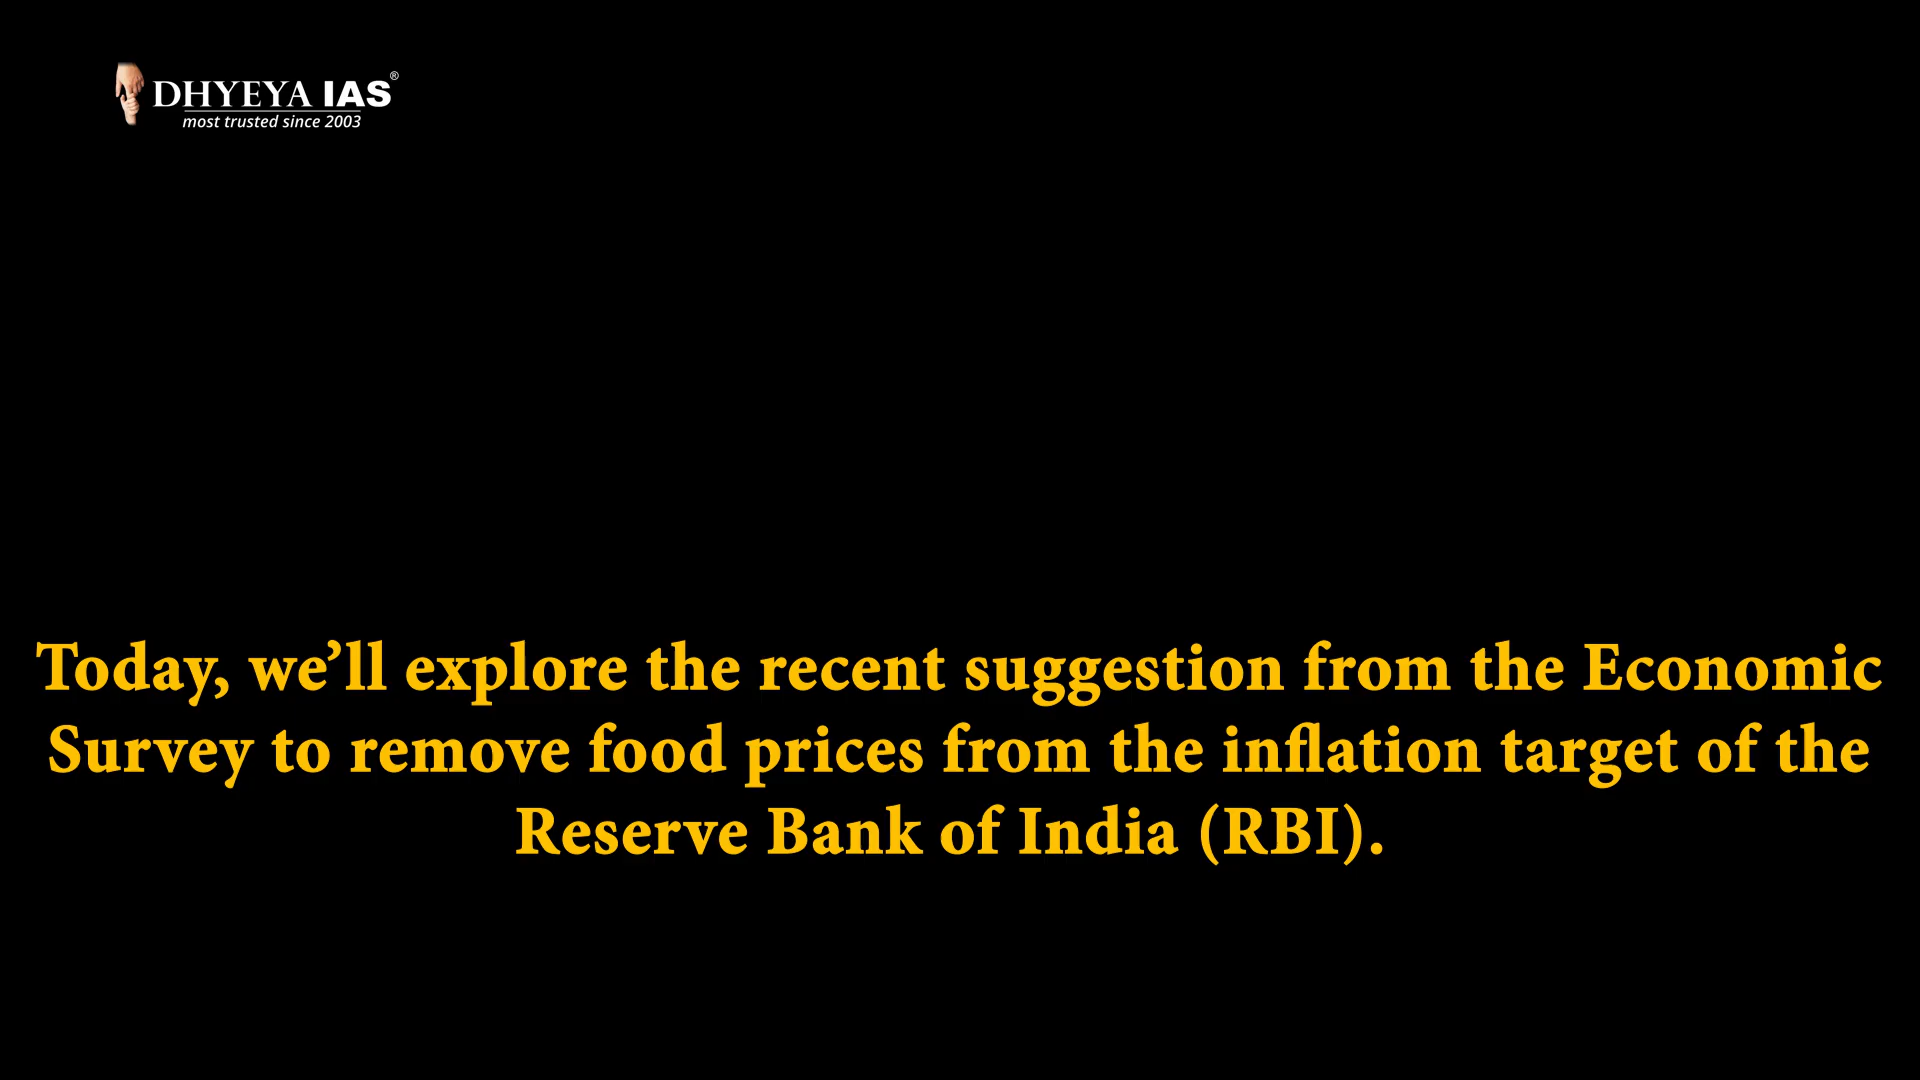 DHYEYA IAS®
most trusted since 2003
Today, we’ll explore the recent suggestion from the Economic
Survey to remove food prices from the inflation target of the
Reserve Bank of India (RBI).